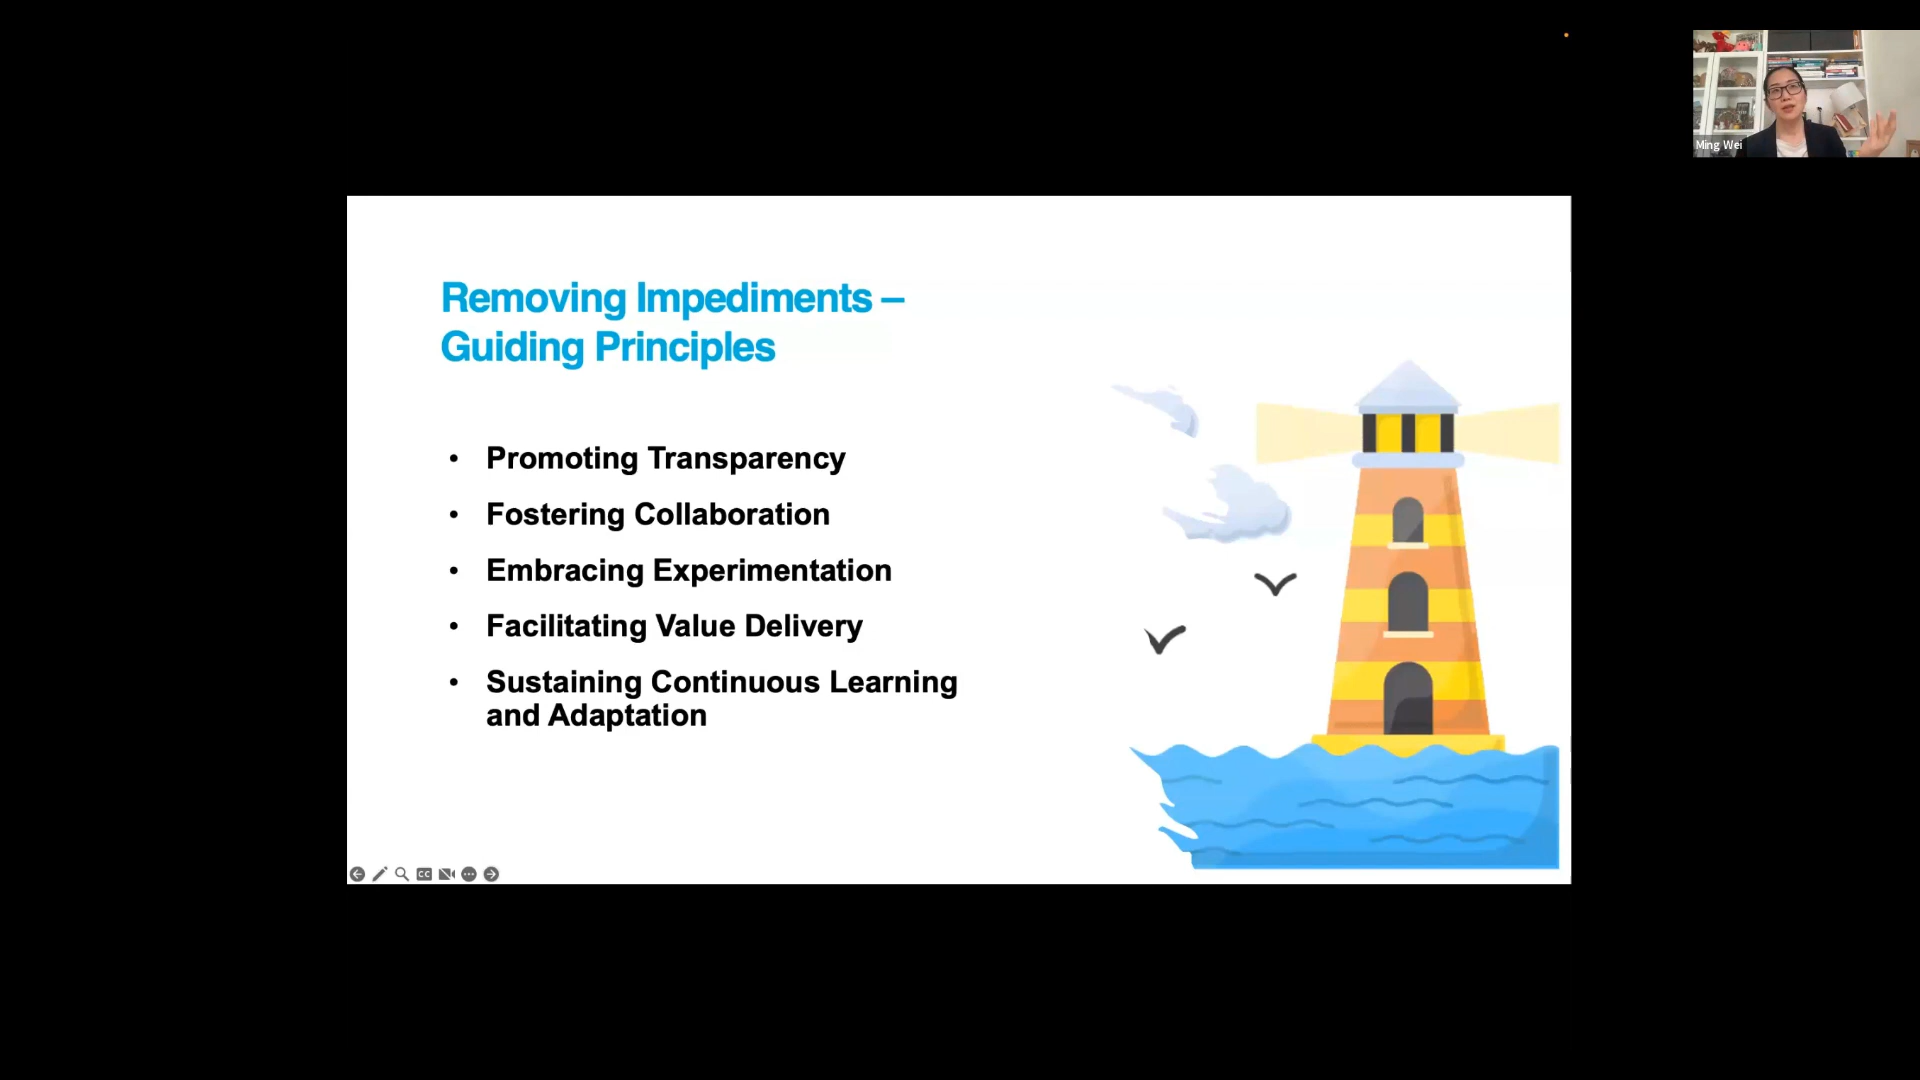 Ming Wei
Removing Impediments –
Guiding Principles
• Promoting Transparency
• Fostering Collaboration
• Embracing Experimentation
• Facilitating Value Delivery
• Sustaining Continuous Learning
and Adaptation
CC